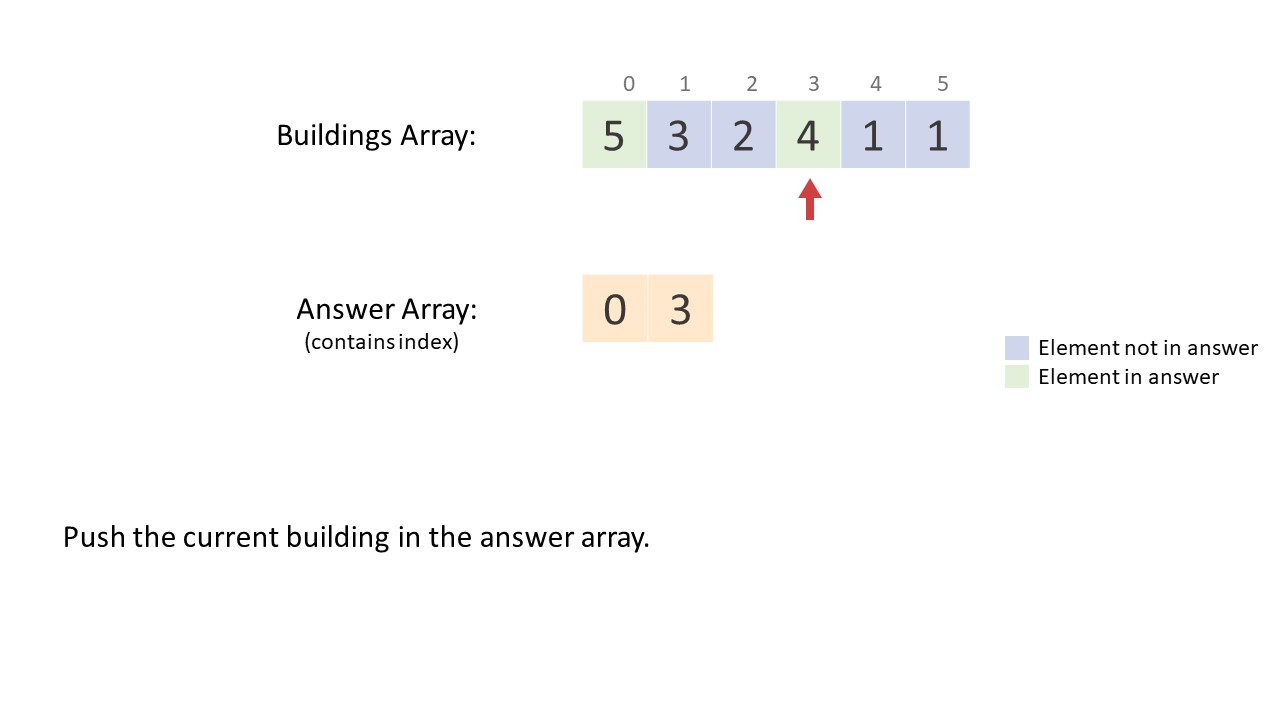 0 1 2 3 4 5
Buildings Array: 5 3 2 4 1 1
Answer Array: 0 3
(contains index)
Element not in answer
Element in answer
Push the current building in the answer array.